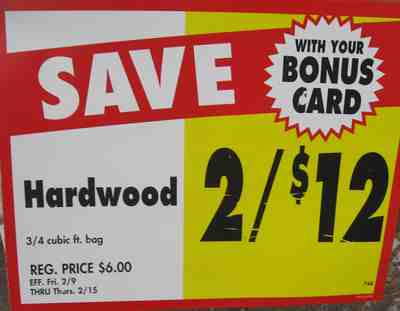 SAVE
WITH YOUR
BONUS
CARD
Hardwood
2/$12
3/4 cubic ft. bag
REG. PRICE $6.00
EFF. Fri. 2/9
THRU Thurs. 2/15